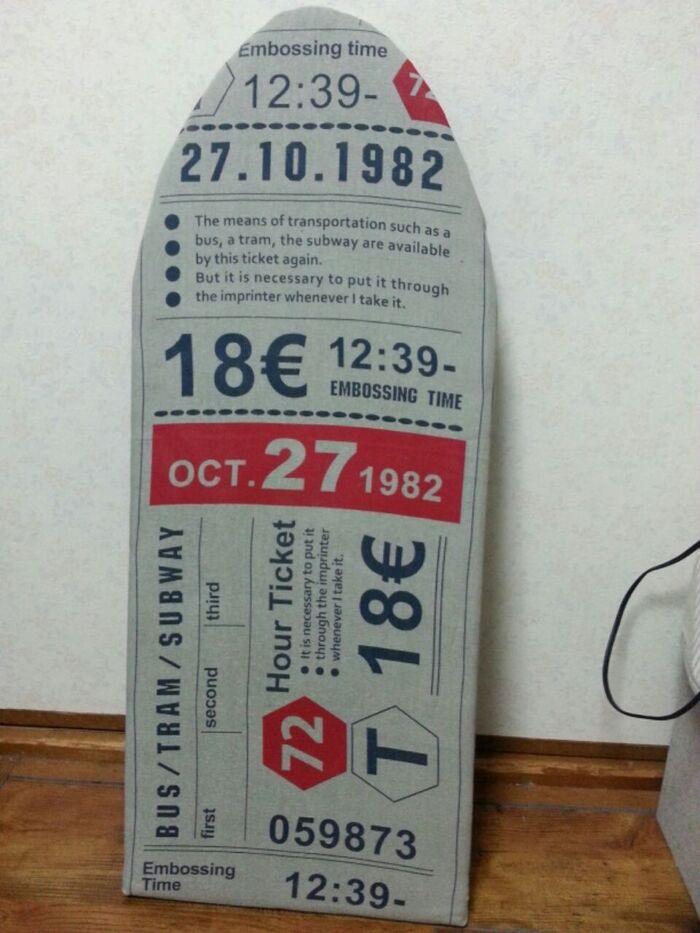 Embossing time
12:39-
72
27.10.1982
The means of transportation such as a
bus, a tram, the subway are available
by this ticket again.
But it is necessary to put it through
the imprinter whenever I take it.
18€
12:39-
EMBOSSING TIME
OCT. 27 1982
BUS/TRAM/SUBWAY
first second third
Hour Ticket
It is necessary to put it
through the imprinter
whenever I take it.
18€
72
T
059873
Embossing
Time
12:39-